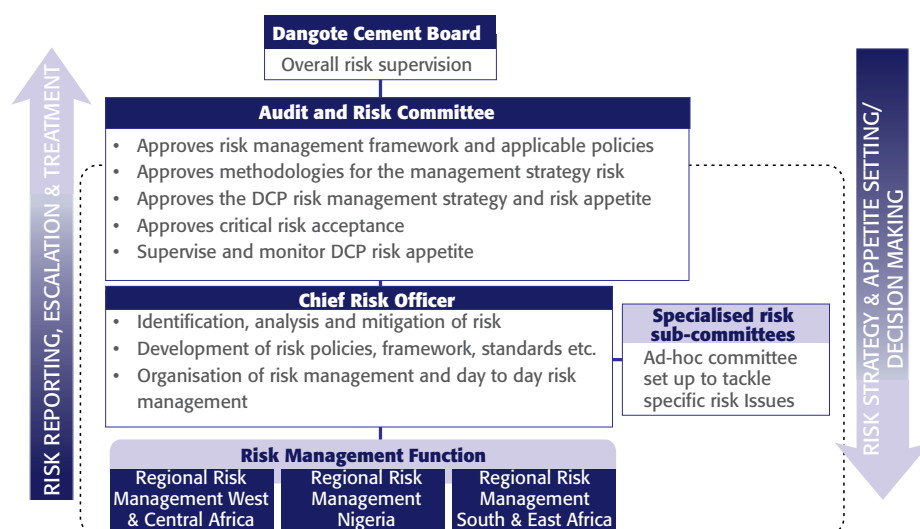 Dangote Cement Board
Overall risk supervision
Audit and Risk Committee
• Approves risk management framework and applicable policies
• Approves methodologies for the management strategy risk
• Approves the DCP risk management strategy and risk appetite
• Approves critical risk acceptance
• Supervise and monitor DCP risk appetite
Chief Risk Officer
• Identification, analysis and mitigation of risk
• Development of risk policies, framework, standards etc.
• Organisation of risk management and day to day risk
management
Specialised risk
sub-committees
Ad-hoc committee
set up to tackle
specific risk Issues
Risk Management Function
Regional Risk
Management West
& Central Africa
Regional Risk
Management
Nigeria
Regional Risk
Management
South & East Africa
RISK REPORTING, ESCALATION & TREATMENT
RISK STRATEGY & APPETITE SETTING/
DECISION MAKING